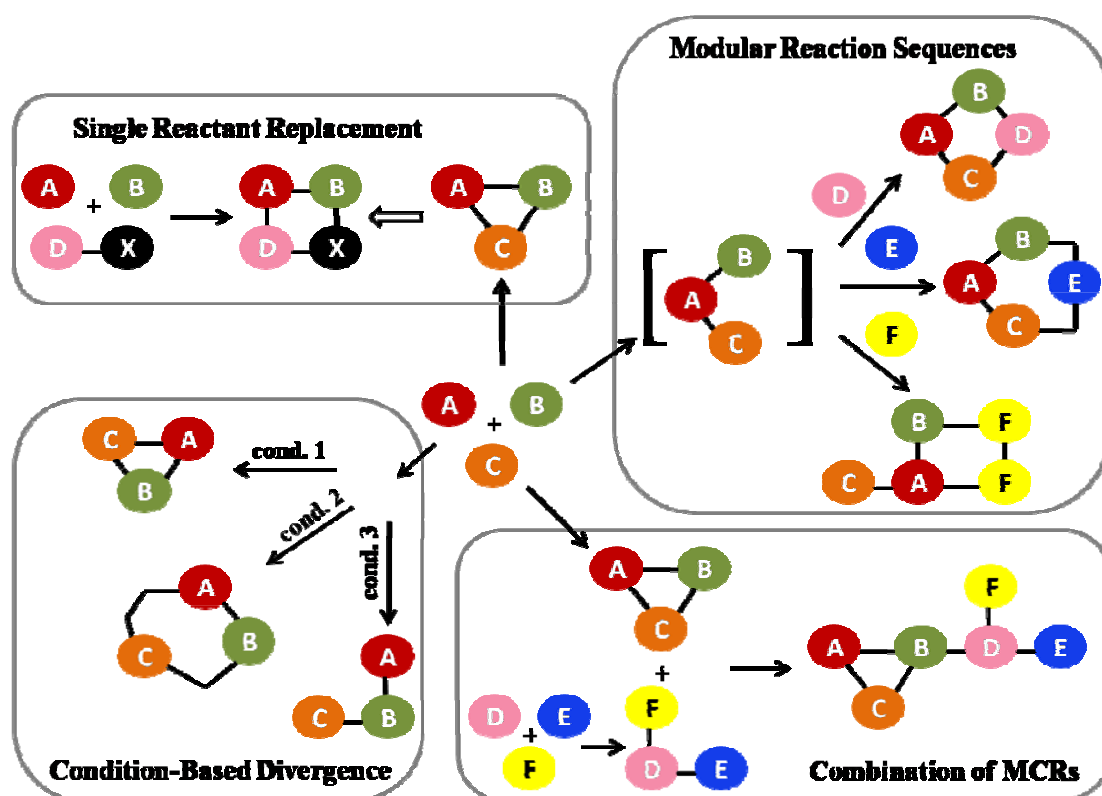 Modular Reaction Sequences
B
A
D
C
D
E
F
B
A
C
B
A
E
C
B
F
C
A
F
Single Reactant Replacement
A
+
B
D
X
A
B
D
X
A
B
C
A
B
+
C
C
A
B
cond. 1
cond. 2
cond. 3
A
B
C
A
C
B
Condition-Based Divergence
A
B
C
+
D
E
+
F
F
D
E
A
B
C
F
D
E
Combination of MCRs